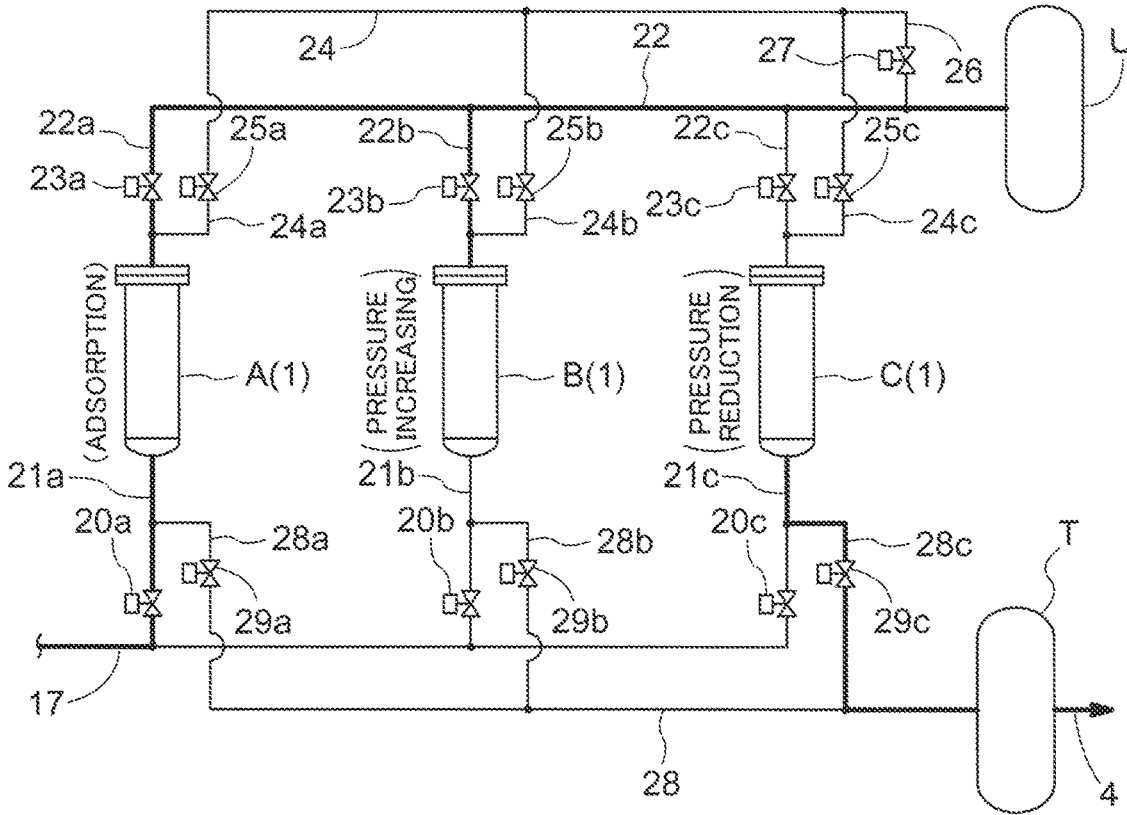 24
22
27
26
U
22a
25a
22b
25b
22c
25c
23a
23b
23c
24a
24b
24c
(ADSORPTION)
(PRESSURE
INCREASING)
(PRESSURE
REDUCTION)
A(1)
B(1)
C(1)
21a
21b
21c
20a
28a
20b
28b
20c
28c
T
29a
29b
29c
17
28
4